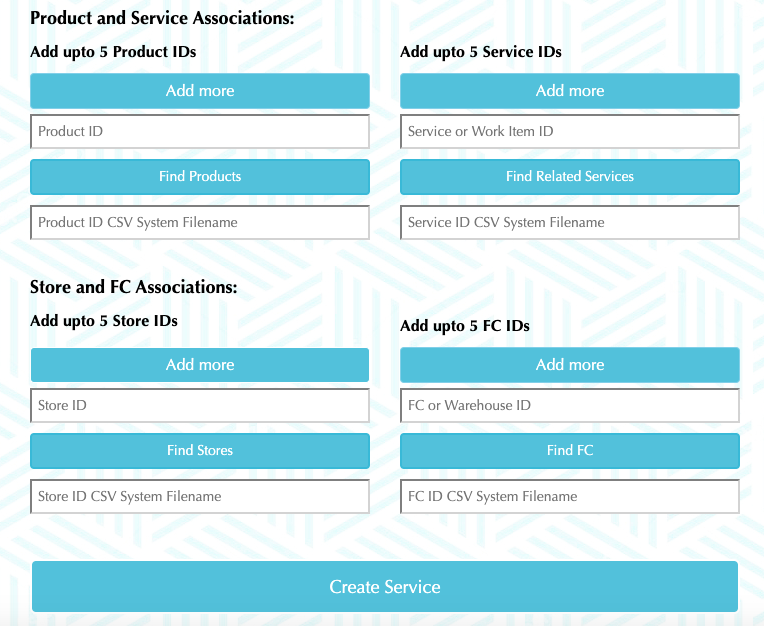 Product and Service Associations:
Add upto 5 Product IDs
Add more
Product ID
Find Products
Product ID CSV System Filename
Add upto 5 Service IDs
Add more
Service or Work Item ID
Find Related Services
Service ID CSV System Filename
Store and FC Associations:
Add upto 5 Store IDs
Add more
Store ID
Find Stores
Store ID CSV System Filename
Add upto 5 FC IDs
Add more
FC or Warehouse ID
Find FC
FC ID CSV System Filename
Create Service